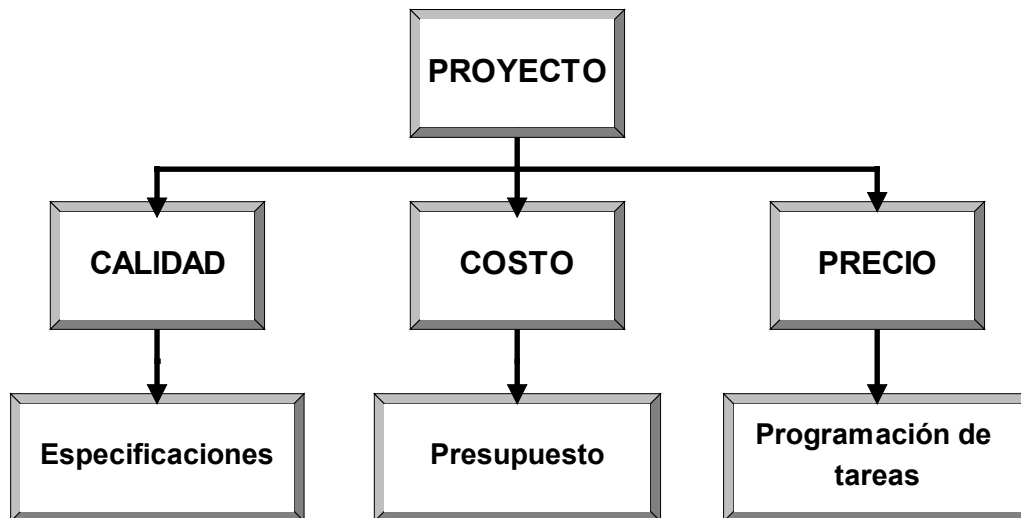 PROYECTO
CALIDAD
COSTO
PRECIO
Especificaciones
Presupuesto
Programación de
tareas